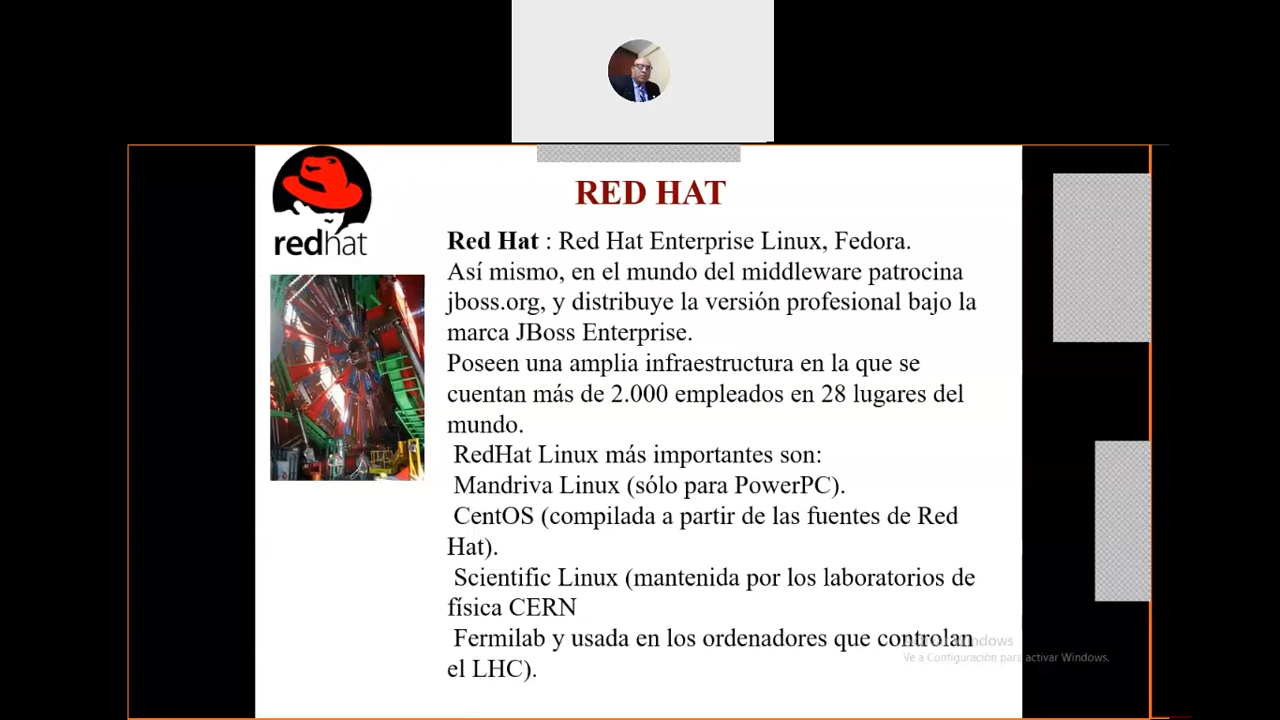 redhat
RED HAT
Red Hat : Red Hat Enterprise Linux, Fedora.
Así mismo, en el mundo del middleware patrocina
jboss.org, y distribuye la versión profesional bajo la
marca JBoss Enterprise.
Poseen una amplia infraestructura en la que se
cuentan más de 2.000 empleados en 28 lugares del
mundo.
RedHat Linux más importantes son:
Mandriva Linux (sólo para PowerPC).
CentOS (compilada a partir de las fuentes de Red
Hat).
Scientific Linux (mantenida por los laboratorios de
física CERN
Fermilab y usada en los ordenadores que controlan
el LHC).
Windows
Ve a Configuración para activar Windows.